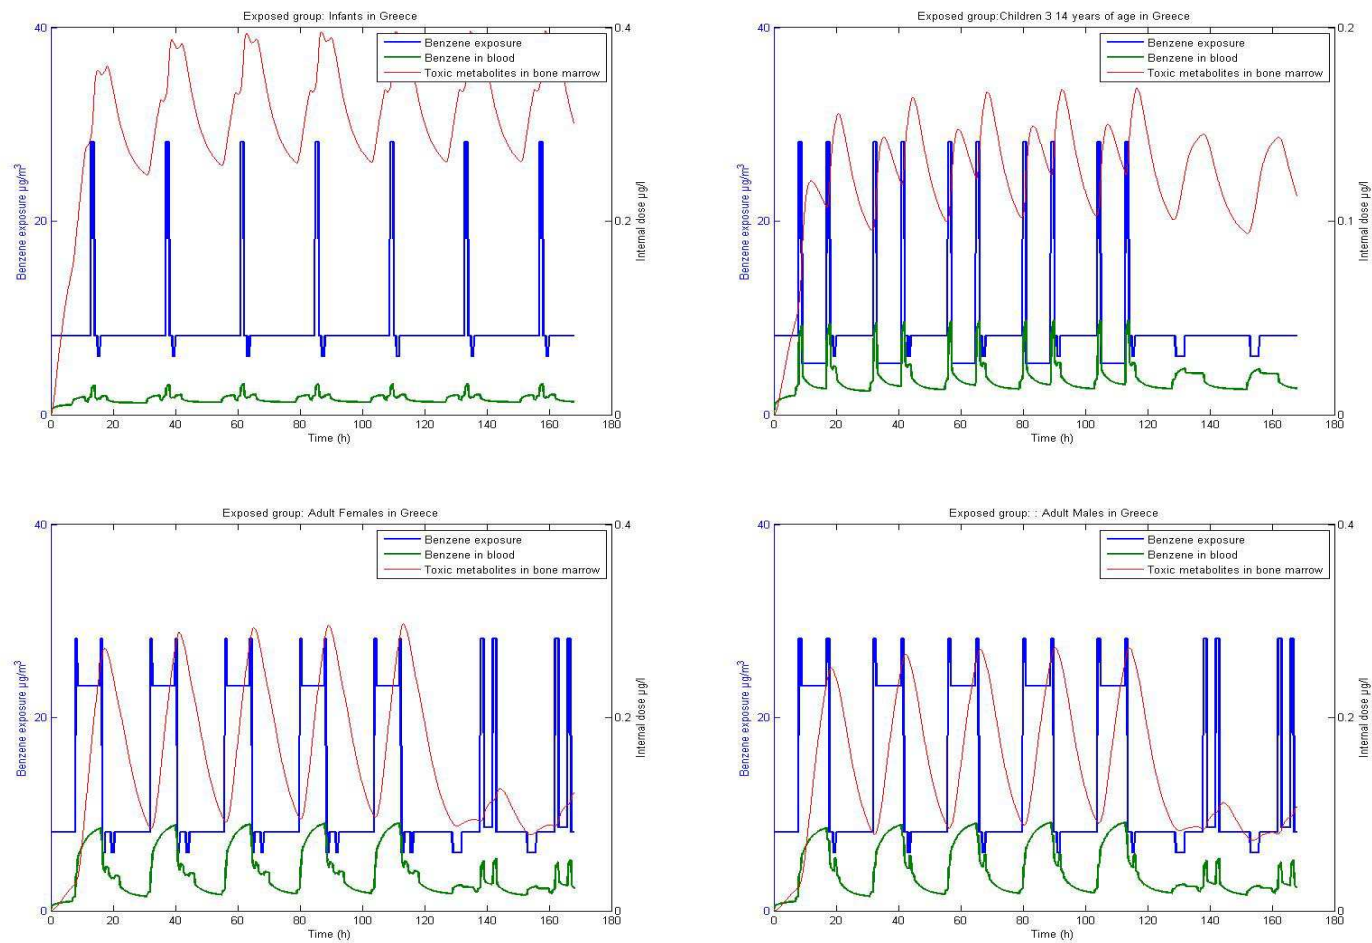 Exposed group: Infants in Greece
40
20
0
Benzene exposure µg/m³
0.4
0.2
0
Internal dose µg/l
Benzene exposure
Benzene in blood
Toxic metabolites in bone marrow
0 20 40 60 80 100 120 140 160 180
Time (h)
Exposed group:Children 3 14 years of age in Greece
40
20
0
Benzene exposure µg/m³
0.2
0.1
0
Internal dose µg/l
Benzene exposure
Benzene in blood
Toxic metabolites in bone marrow
0 20 40 60 80 100 120 140 160 180
Time (h)
Exposed group: Adult Females in Greece
40
20
0
Benzene exposure µg/m³
0.4
0.2
0
Internal dose µg/l
Benzene exposure
Benzene in blood
Toxic metabolites in bone marrow
0 20 40 60 80 100 120 140 160 180
Time (h)
Exposed group: : Adult Males in Greece
40
20
0
Benzene exposure µg/m³
0.4
0.2
0
Internal dose µg/l
Benzene exposure
Benzene in blood
Toxic metabolites in bone marrow
0 20 40 60 80 100 120 140 160 180
Time (h)